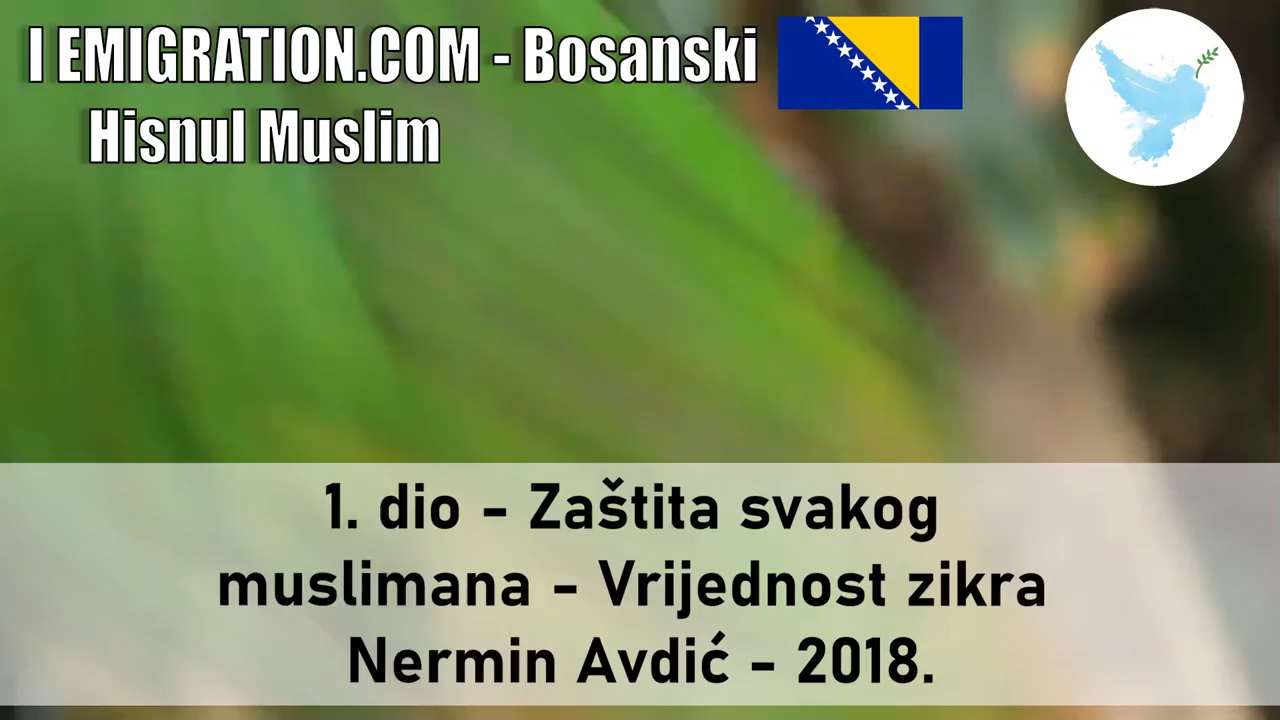 I EMIGRATION.COM - Bosanski
Hisnul Muslim
1. dio - Zaštita svakog
muslimana - Vrijednost zikra
Nermin Avdić - 2018.